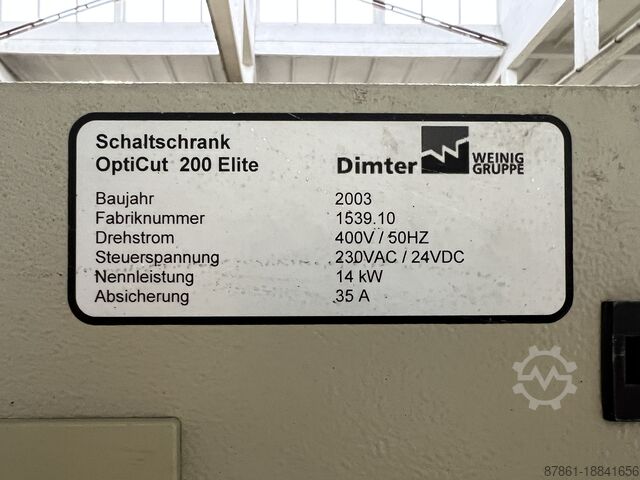 Schaltschrank
OptiCut 200 Elite
Dimter WEINIG GRUPPE
Baujahr 2003
Fabriknummer 1539.10
Drehstrom 400V / 50HZ
Steuerspannung 230VAC / 24VDC
Nennleistung 14 kW
Absicherung 35 A
87861-18841656